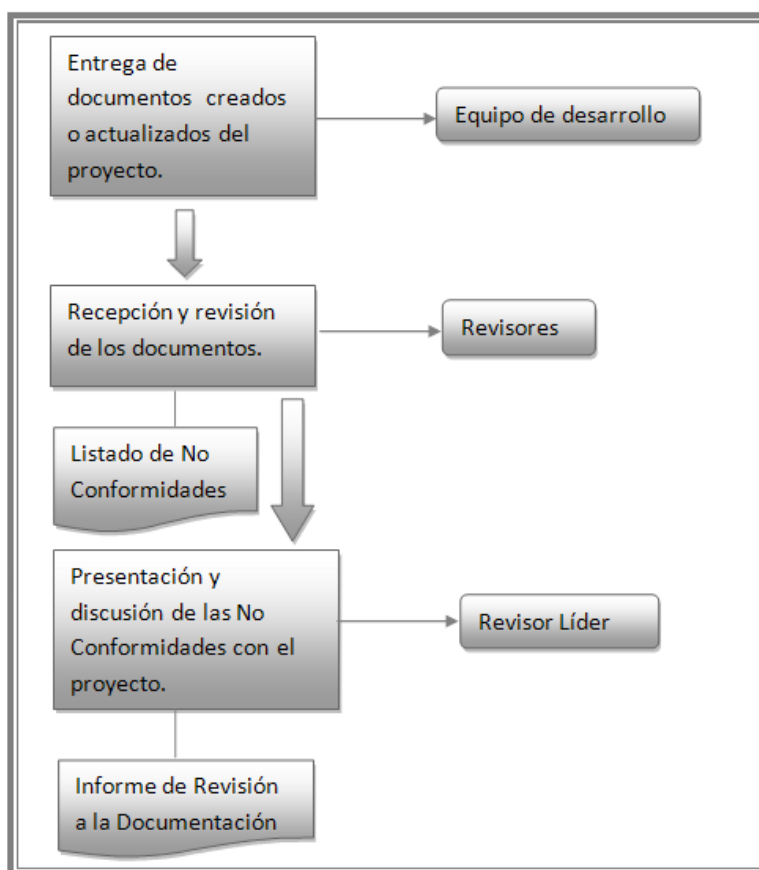 Entrega de
documentos creados
o actualizados del
proyecto.
Equipo de desarrollo
Recepción y revisión
de los documentos.
Revisores
Listado de No
Conformidades
Presentación y
discusión de las No
Conformidades con el
proyecto.
Revisor Líder
Informe de Revisión
a la Documentación